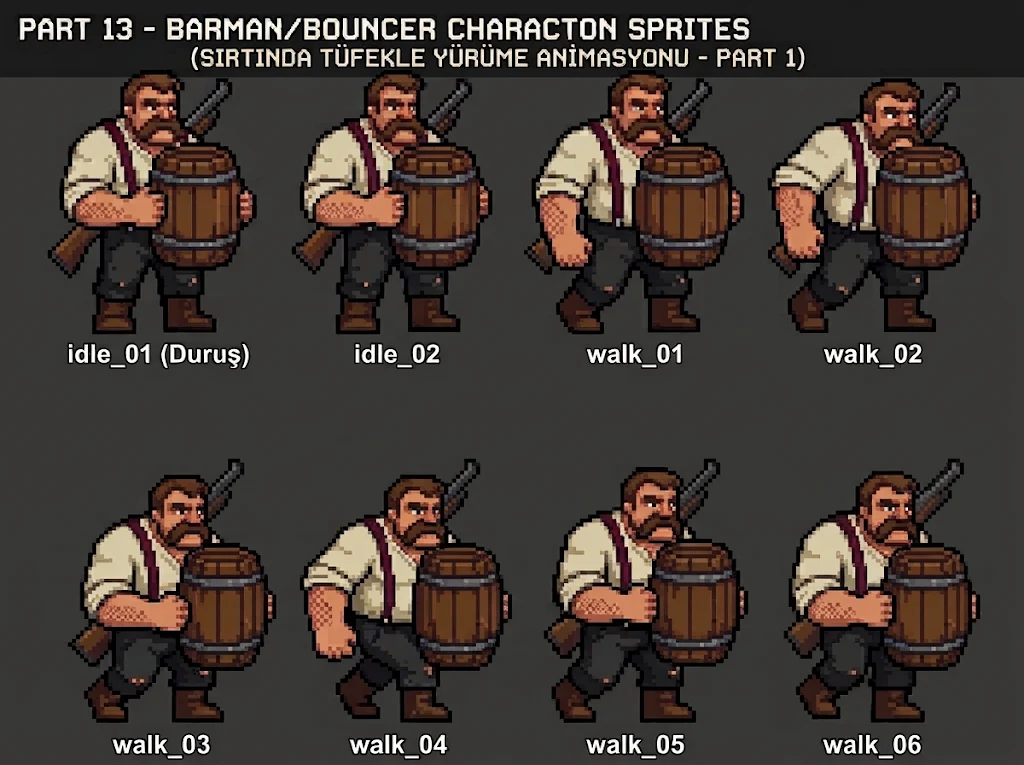 PART 13 - BARMAN/BOUNCER CHARACTON SPRITES
(SIRTINDA TÜFEKLE YÜRÜME ANİMASYONU - PART 1)
idle_01 (Duruş) idle_02 walk_01 walk_02
walk_03 walk_04 walk_05 walk_06